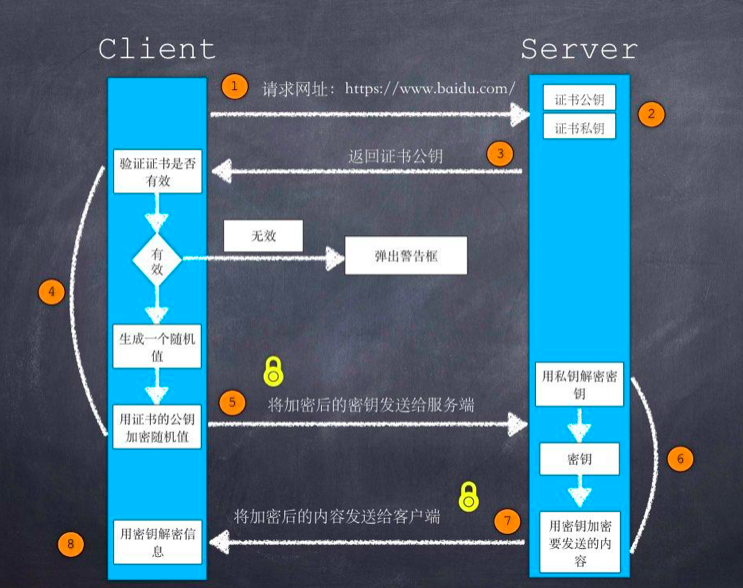 Client
Server
1
请求网址：https://www.baidu.com/
证书公钥
2
证书私钥
返回证书公钥
3
验证证书是否
有效
无效
有
效
弹出警告框
4
生成一个随机
值
用私钥解密密
钥
5
将加密后的密钥发送给服务端
用证书的公钥
加密随机值
密钥
6
将加密后的内容发送给客户端
7
用密钥加密
要发送的内
容
8
用密钥解密信
息